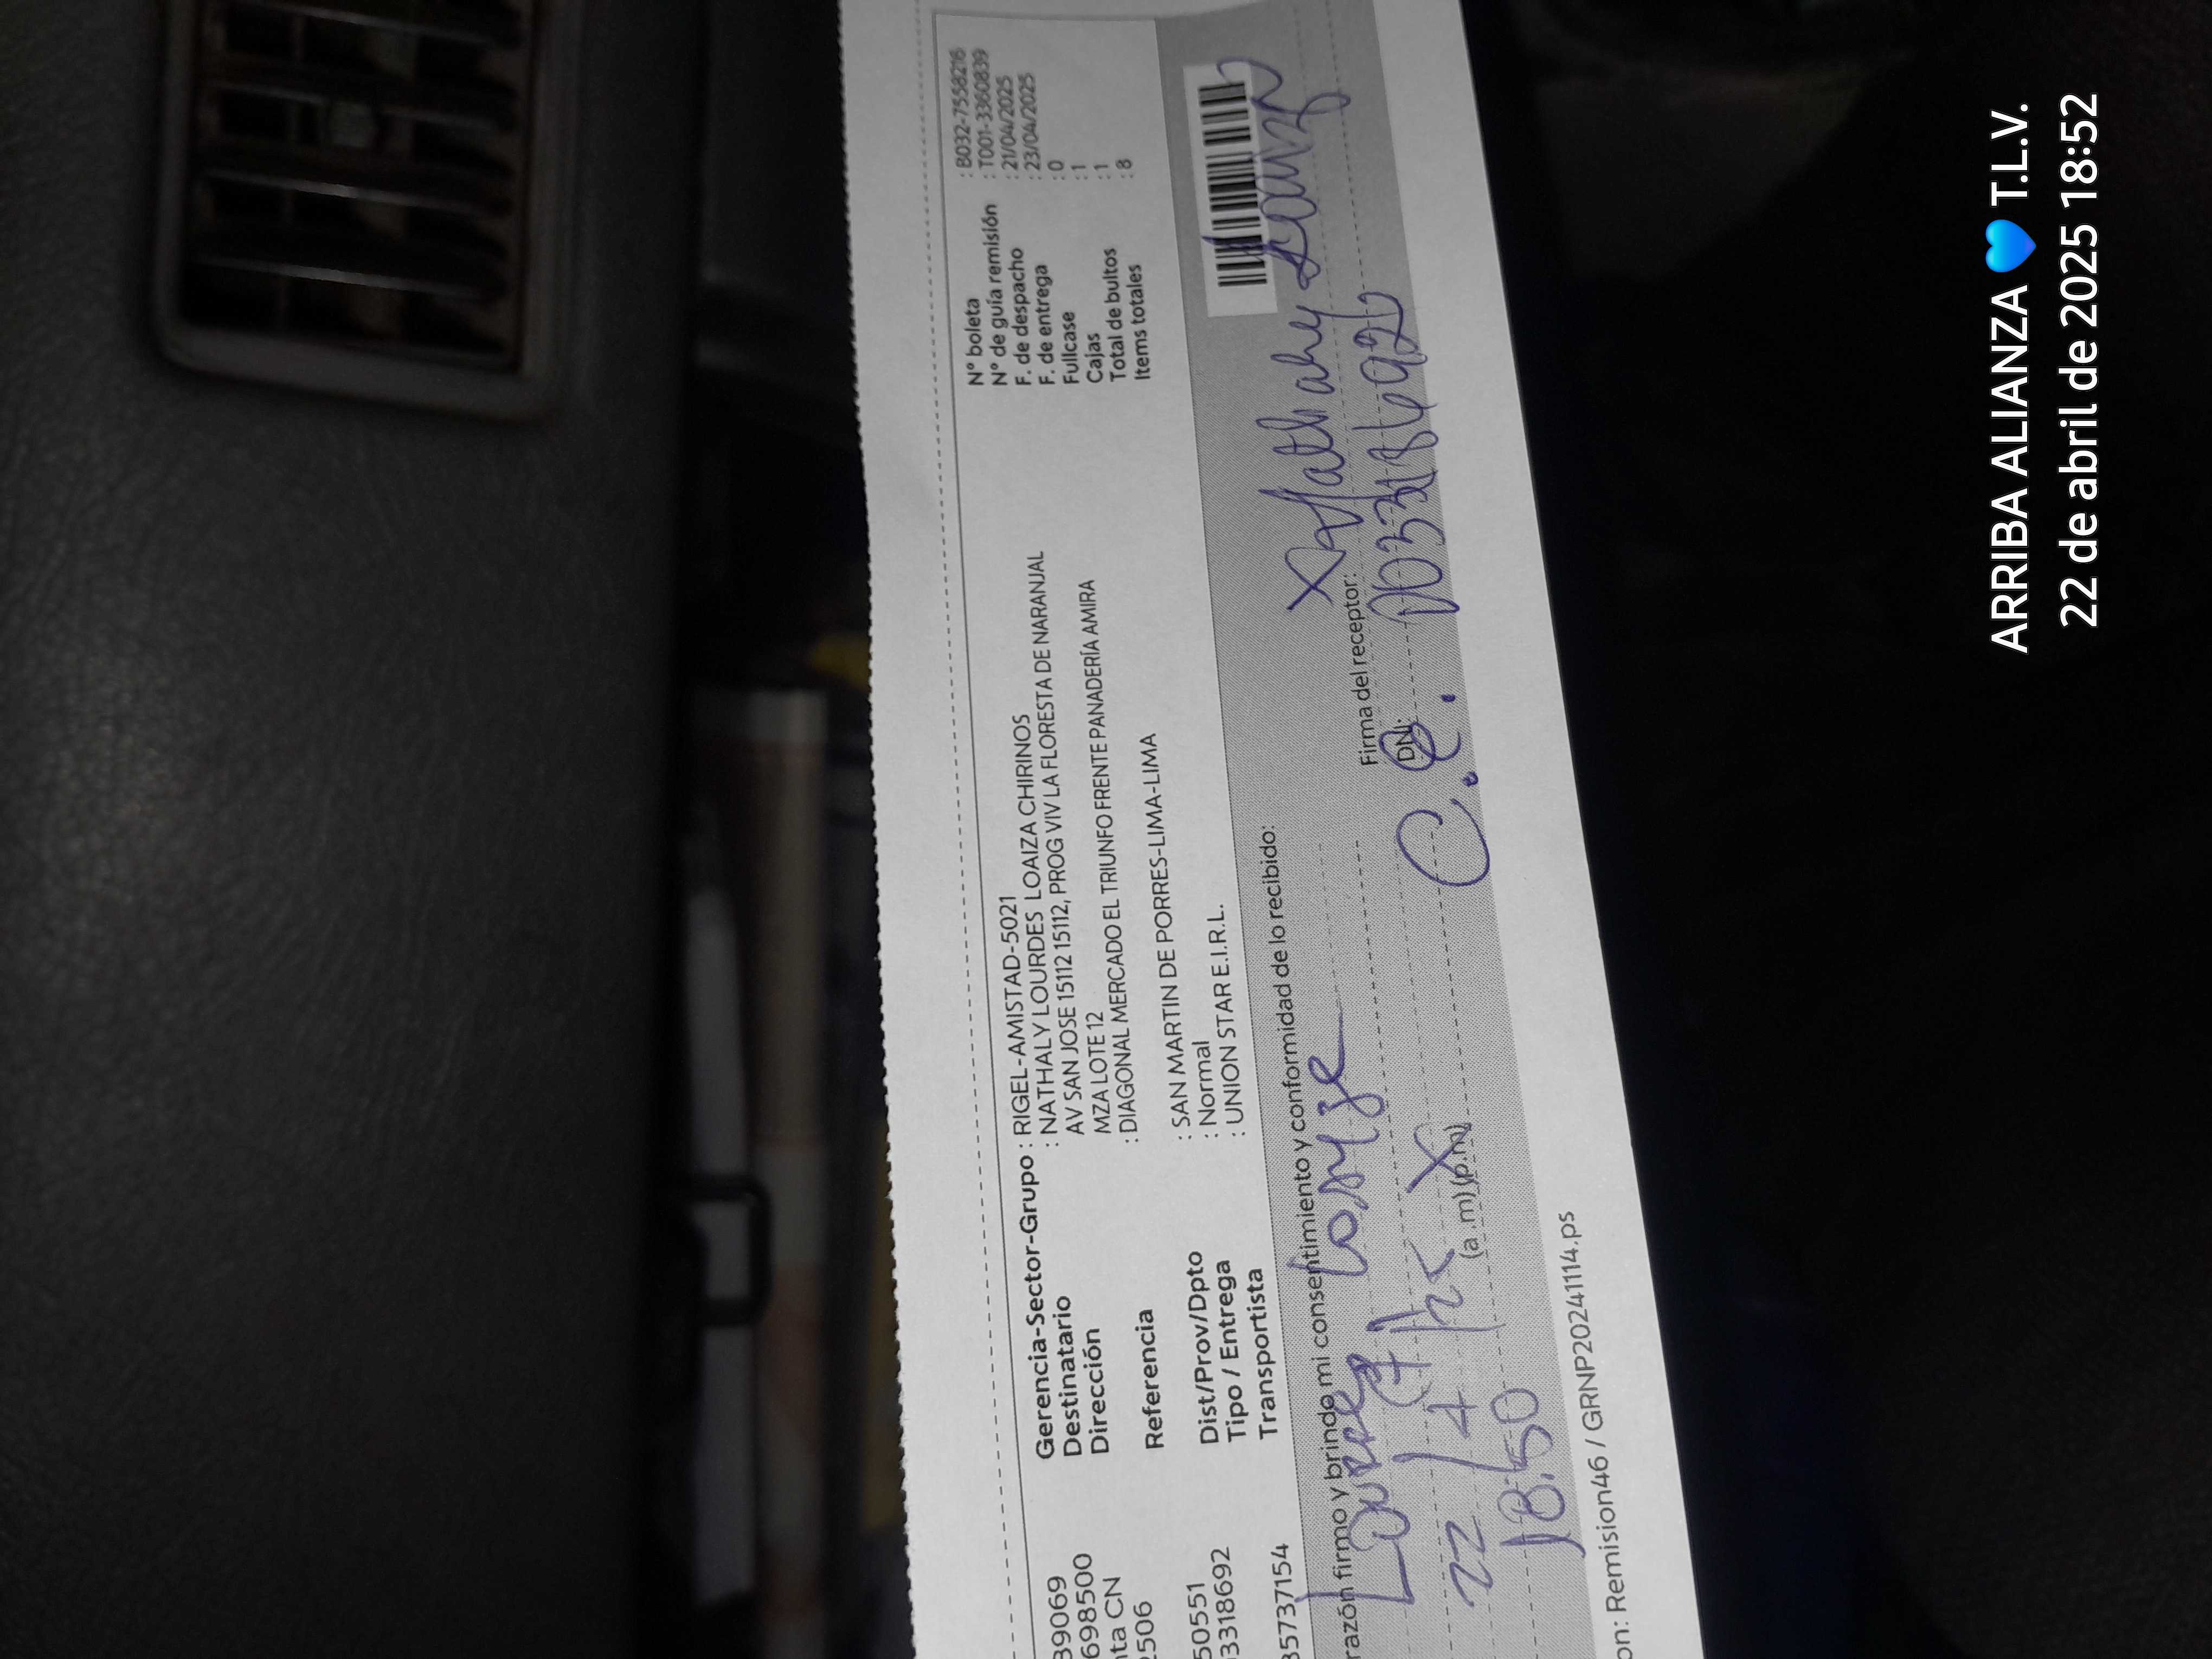 39069
698500
nta CN
2506
50551
3318692
35737154
Gerencia-Sector-Grupo : RIGEL-AMISTAD-5021
Destinatario : NATHALY LOURDES LOAIZA CHIRINOS
Dirección AV SAN JOSE 15112 15112, PROG VIV LA FLORESTA DE NARANJAL
MZA LOTE 12
Referencia : DIAGONAL MERCADO EL TRIUNFO FRENTE PANADERÍA AMIRA
Dist/Prov/Dpto : SAN MARTIN DE PORRES-LIMA-LIMA
Tipo / Entrega : Normal
Transportista : UNION STAR E.I.R.L.
N° boleta : B032-7558216
N° de guía remisión : T001-3360839
F. de despacho : 21/04/2025
F. de entrega : 23/04/2025
Fullcase : 0
Cajas : 1
Total de bultos : 1
Items totales : 8
razón firmo y brindo mi consentimiento y conformidad de lo recibido:
22 / 4
18:50
(a .m) (p.m)
Firma del receptor:
DNI:
C.E.
on: Remision46 / GRNP20241114.ps
ARRIBA ALIANZA 💙 T.L.V.
22 de abril de 2025 18:52